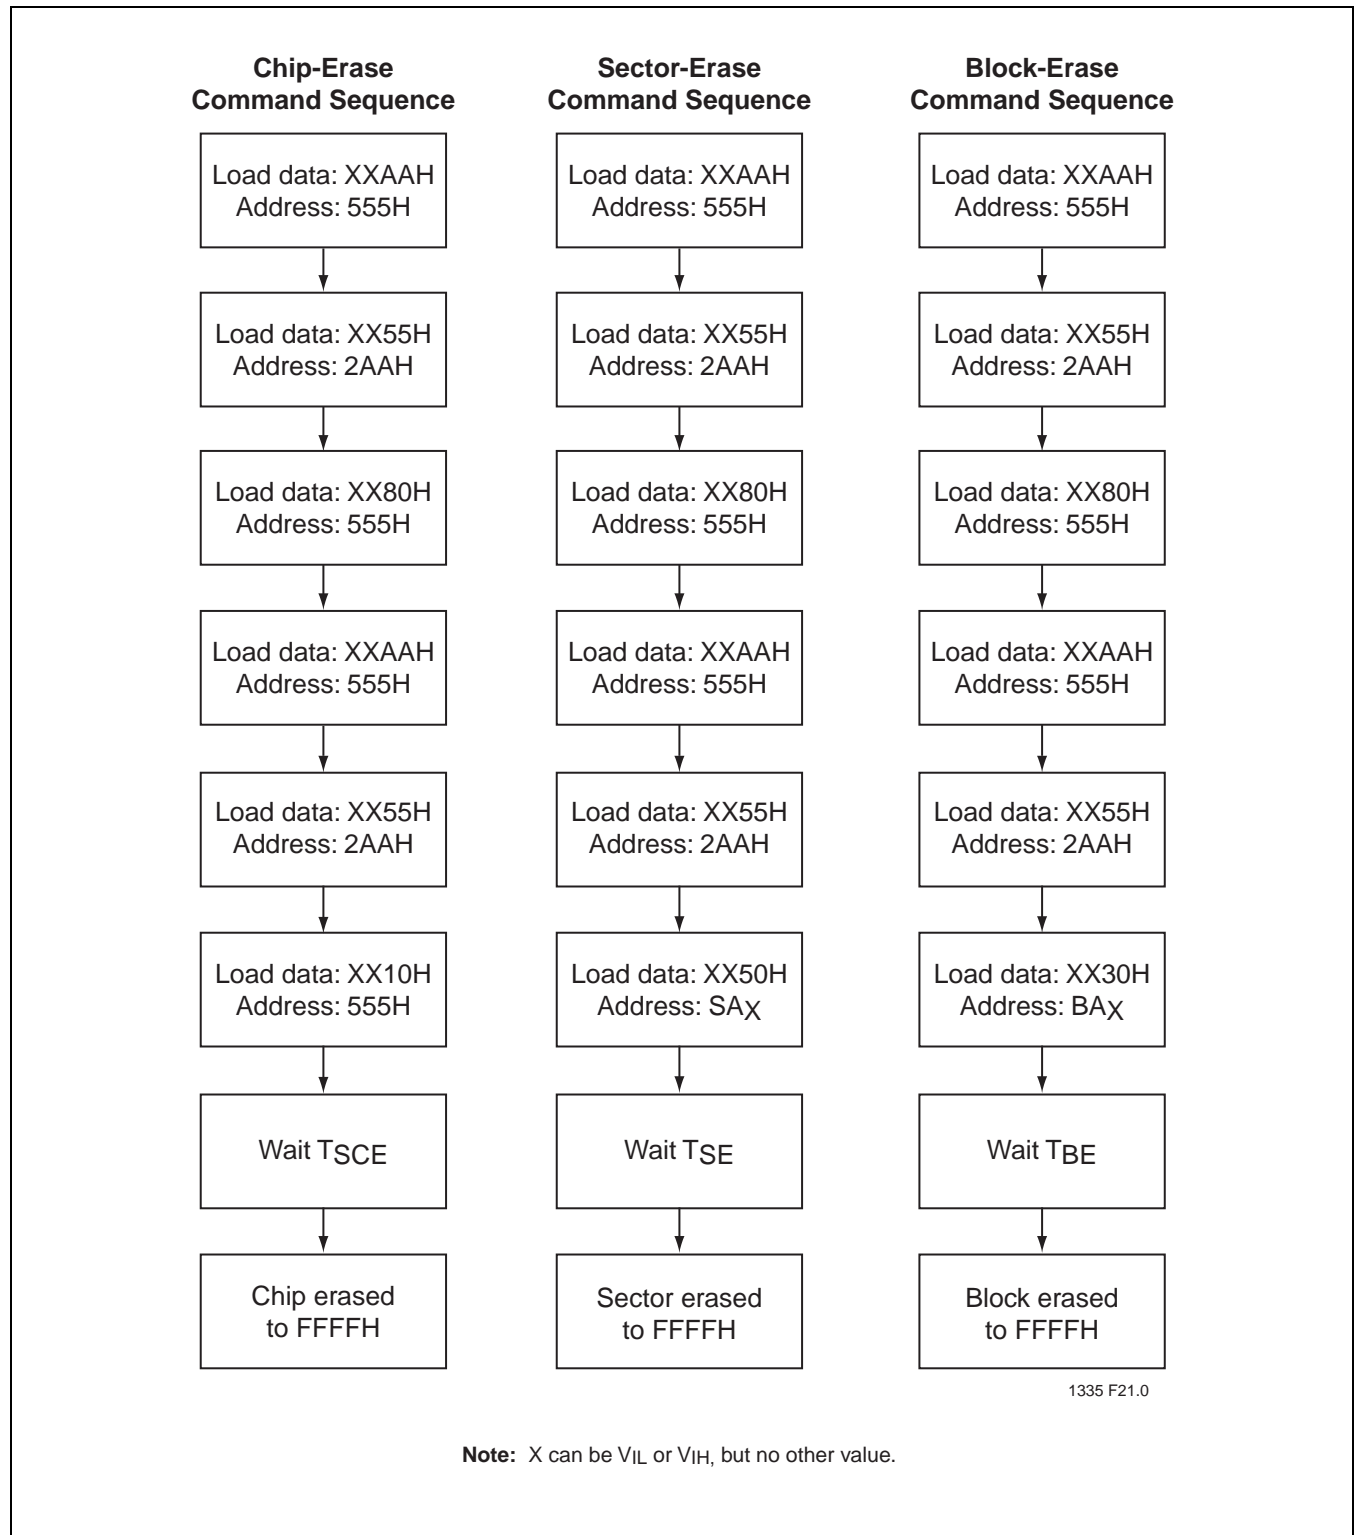 Chip-Erase
Command Sequence
Load data: XXAAH
Address: 555H
Load data: XX55H
Address: 2AAH
Load data: XX80H
Address: 555H
Load data: XXAAH
Address: 555H
Load data: XX55H
Address: 2AAH
Load data: XX10H
Address: 555H
Wait TSCE
Chip erased
to FFFFH
Sector-Erase
Command Sequence
Load data: XXAAH
Address: 555H
Load data: XX55H
Address: 2AAH
Load data: XX80H
Address: 555H
Load data: XXAAH
Address: 555H
Load data: XX55H
Address: 2AAH
Load data: XX50H
Address: SAX
Wait TSE
Sector erased
to FFFFH
Block-Erase
Command Sequence
Load data: XXAAH
Address: 555H
Load data: XX55H
Address: 2AAH
Load data: XX80H
Address: 555H
Load data: XXAAH
Address: 555H
Load data: XX55H
Address: 2AAH
Load data: XX30H
Address: BAX
Wait TBE
Block erased
to FFFFH
1335 F21.0
Note: X can be VIL or VIH, but no other value.